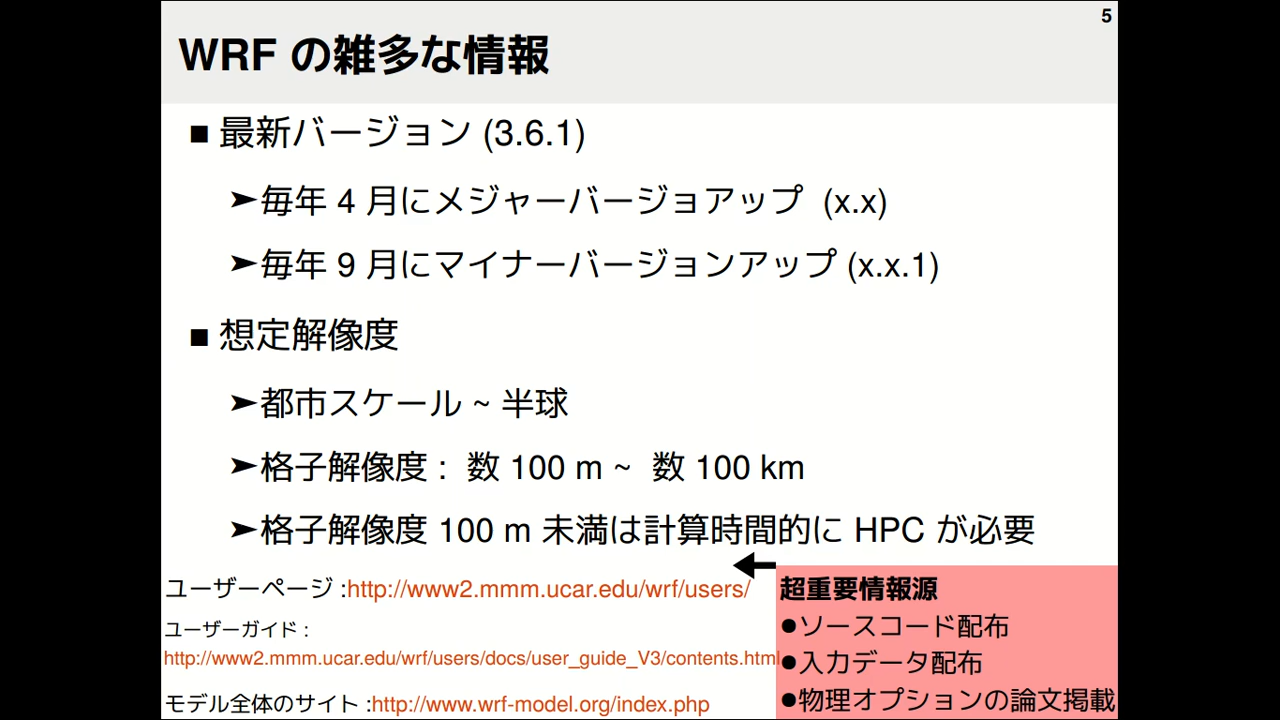 5
WRF の雑多な情報
■ 最新バージョン (3.6.1)
➤毎年 4 月にメジャーバージョアップ (x.x)
➤毎年 9 月にマイナーバージョンアップ (x.x.1)
■ 想定解像度
➤都市スケール ~ 半球
➤格子解像度 : 数 100 m ~ 数 100 km
➤格子解像度 100 m 未満は計算時間的に HPC が必要
ユーザーページ :http://www2.mmm.ucar.edu/wrf/users/
ユーザーガイド :
http://www2.mmm.ucar.edu/wrf/users/docs/user_guide_V3/contents.html
モデル全体のサイト :http://www.wrf-model.org/index.php
超重要情報源
●ソースコード配布
●入力データ配布
●物理オプションの論文掲載